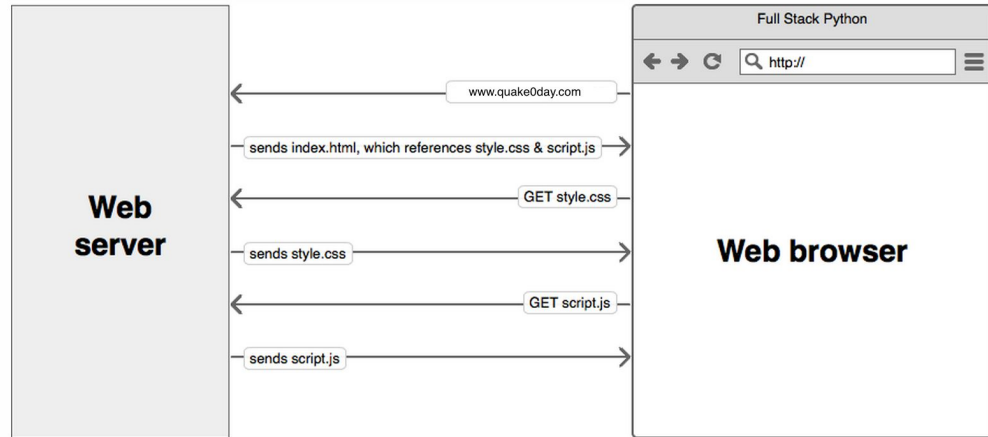 Full Stack Python
http://
www.quake0day.com
sends index.html, which references style.css & script.js
GET style.css
Web
server
Web browser
sends style.css
GET script.js
sends script.js